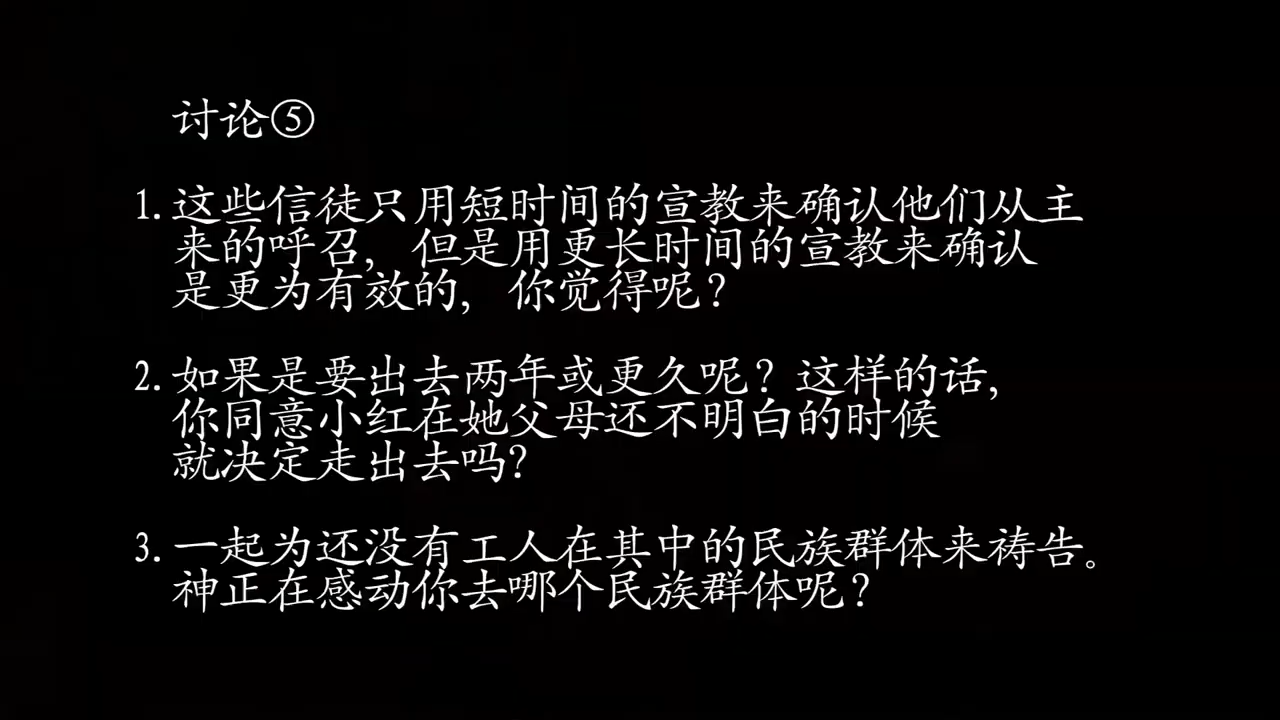 讨论⑤
1. 这些信徒只用短时间的宣教来确认他们从主
来的呼召，但是用更长时间的宣教来确认
是更为有效的，你觉得呢？
2. 如果是要出去两年或更久呢？这样的话，
你同意小红在她父母还不明白的时候
就决定走出去吗？
3. 一起为还没有工人在其中的民族群体来祷告。
神正在感动你去哪个民族群体呢？